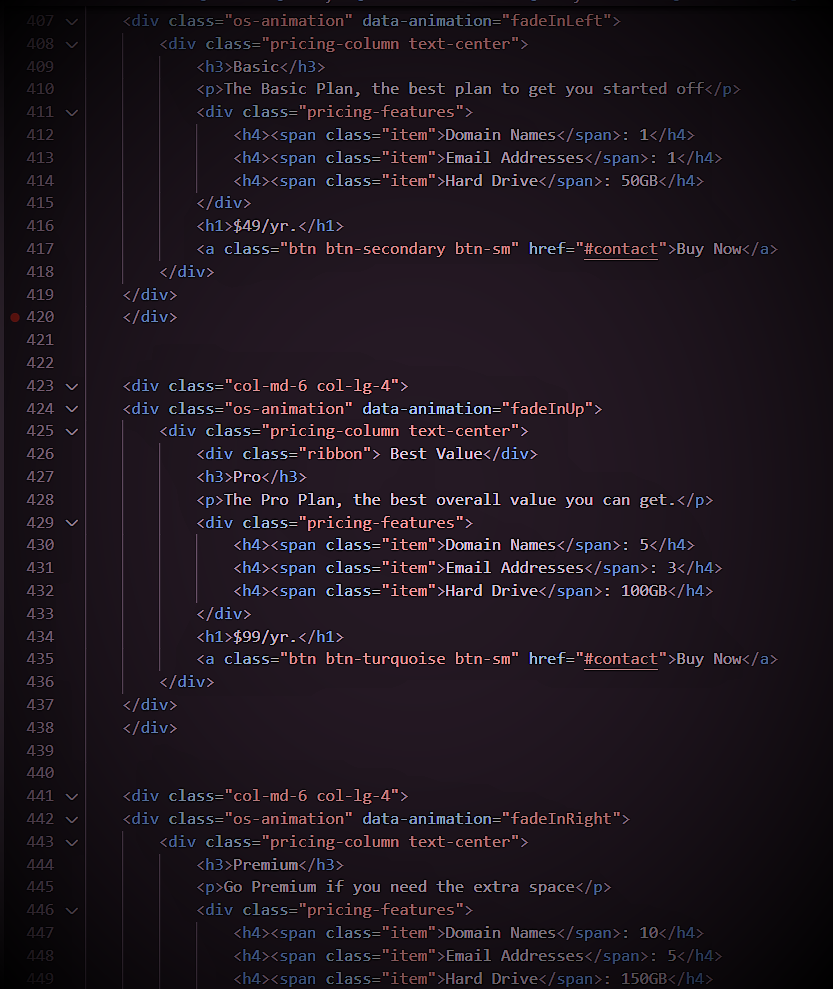 407 <div class="os-animation" data-animation="fadeInLeft">
408 <div class="pricing-column text-center">
409 <h3>Basic</h3>
410 <p>The Basic Plan, the best plan to get you started off</p>
411 <div class="pricing-features">
412 <h4><span class="item">Domain Names</span>: 1</h4>
413 <h4><span class="item">Email Addresses</span>: 1</h4>
414 <h4><span class="item">Hard Drive</span>: 50GB</h4>
415 </div>
416 <h1>$49/yr.</h1>
417 <a class="btn btn-secondary btn-sm" href="#contact">Buy Now</a>
418 </div>
419 </div>
420 </div>
421
422
423 <div class="col-md-6 col-lg-4">
424 <div class="os-animation" data-animation="fadeInUp">
425 <div class="pricing-column text-center">
426 <div class="ribbon"> Best Value</div>
427 <h3>Pro</h3>
428 <p>The Pro Plan, the best overall value you can get.</p>
429 <div class="pricing-features">
430 <h4><span class="item">Domain Names</span>: 5</h4>
431 <h4><span class="item">Email Addresses</span>: 3</h4>
432 <h4><span class="item">Hard Drive</span>: 100GB</h4>
433 </div>
434 <h1>$99/yr.</h1>
435 <a class="btn btn-turquoise btn-sm" href="#contact">Buy Now</a>
436 </div>
437 </div>
438 </div>
439
440
441 <div class="col-md-6 col-lg-4">
442 <div class="os-animation" data-animation="fadeInRight">
443 <div class="pricing-column text-center">
444 <h3>Premium</h3>
445 <p>Go Premium if you need the extra space</p>
446 <div class="pricing-features">
447 <h4><span class="item">Domain Names</span>: 10</h4>
448 <h4><span class="item">Email Addresses</span>: 5</h4>
449 <h4><span class="item">Hard Drive</span>: 150GB</h4>